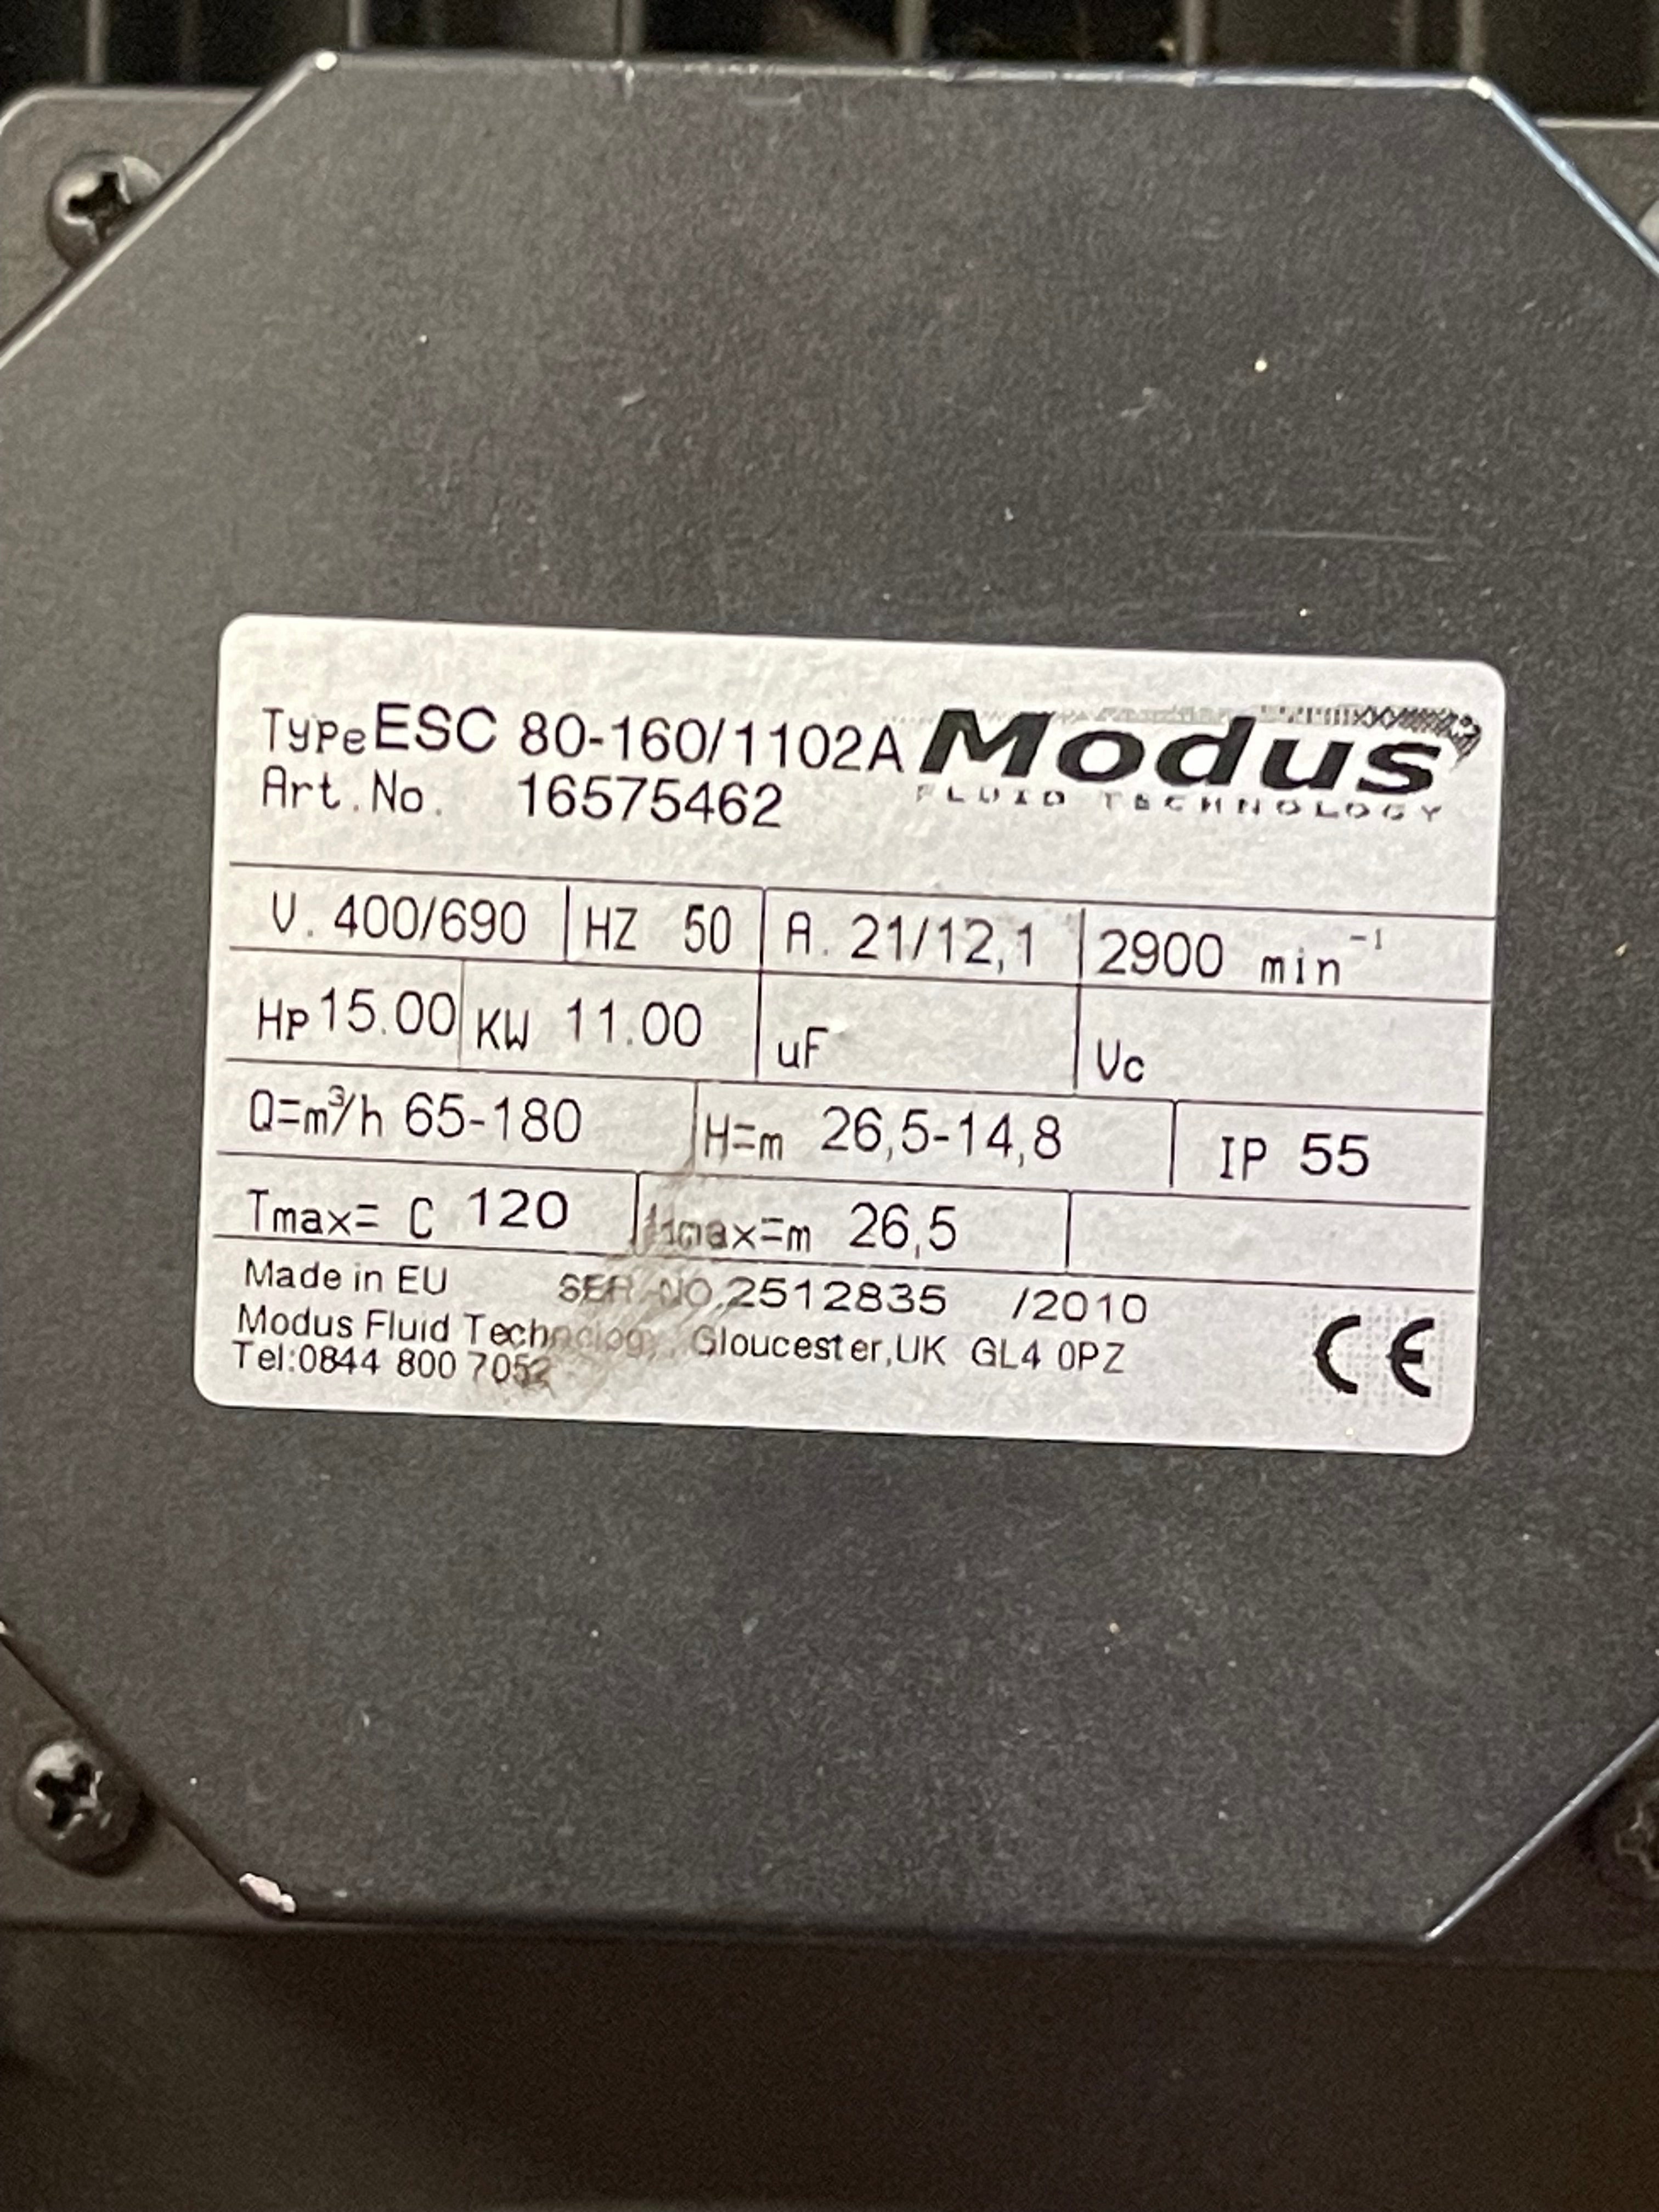 Type ESC 80-160/1102A Modus
FLUID TECHNOLOGY
Art.No. 16575462
V. 400/690 HZ 50 A. 21/12,1 2900 min⁻¹
Hp 15.00 KW 11.00 uF Vc
Q=m³/h 65-180 H=m 26,5-14,8 IP 55
Tmax= C 120 Hmax=m 26,5
Made in EU SER.NO.2512835 /2010
Modus Fluid Technology, Gloucester,UK GL4 0PZ
Tel:0844 800 7052
CE